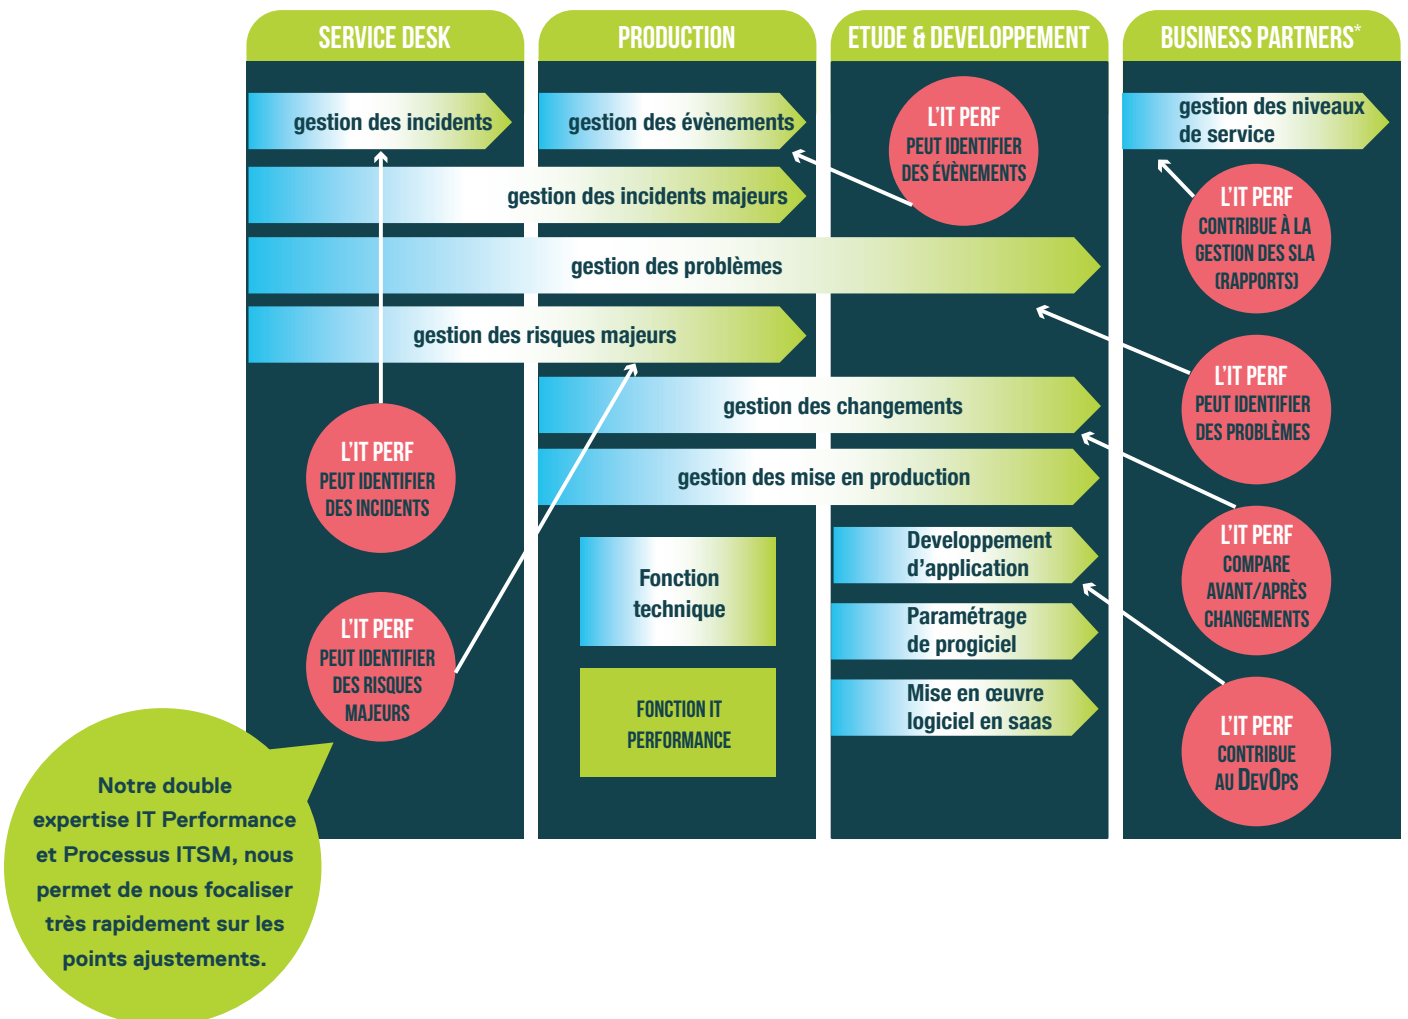 SERVICE DESK
PRODUCTION
ETUDE & DEVELOPPEMENT
BUSINESS PARTNERS*
gestion des incidents
gestion des évènements
L'IT PERF
PEUT IDENTIFIER
DES ÉVÈNEMENTS
gestion des niveaux
de service
gestion des incidents majeurs
L'IT PERF
CONTRIBUE À LA
GESTION DES SLA
(RAPPORTS)
gestion des problèmes
gestion des risques majeurs
L'IT PERF
PEUT IDENTIFIER
DES PROBLÈMES
gestion des changements
L'IT PERF
PEUT IDENTIFIER
DES INCIDENTS
gestion des mise en production
L'IT PERF
COMPARE
AVANT/APRÈS
CHANGEMENTS
Developpement
d'application
Fonction
technique
Paramétrage
de progiciel
L'IT PERF
PEUT IDENTIFIER
DES RISQUES
MAJEURS
FONCTION IT
PERFORMANCE
Mise en œuvre
logiciel en saas
L'IT PERF
CONTRIBUE
AU DEVOPS
Notre double
expertise IT Performance
et Processus ITSM, nous
permet de nous focaliser
très rapidement sur les
points ajustements.